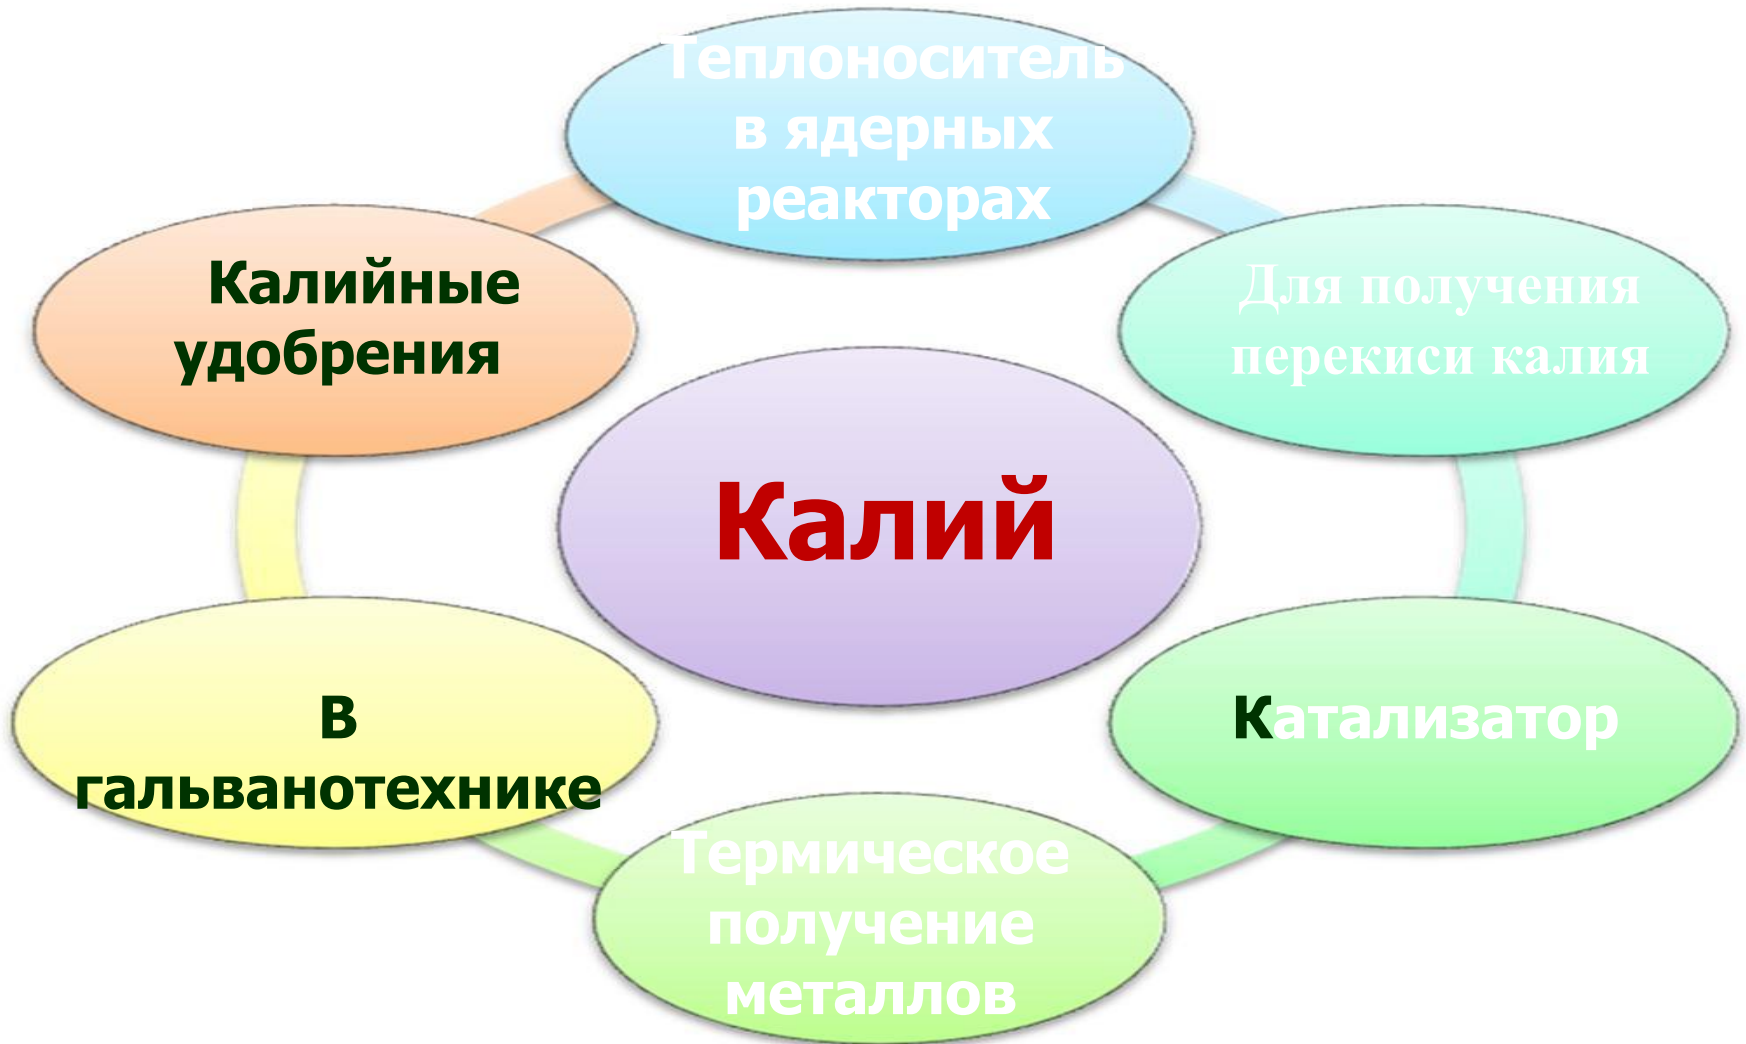 Теплоноситель
в ядерных
реакторах
Калийные
удобрения
Для получения
перекиси калия
Калий
В
гальванотехнике
Катализатор
Термическое
получение
металлов